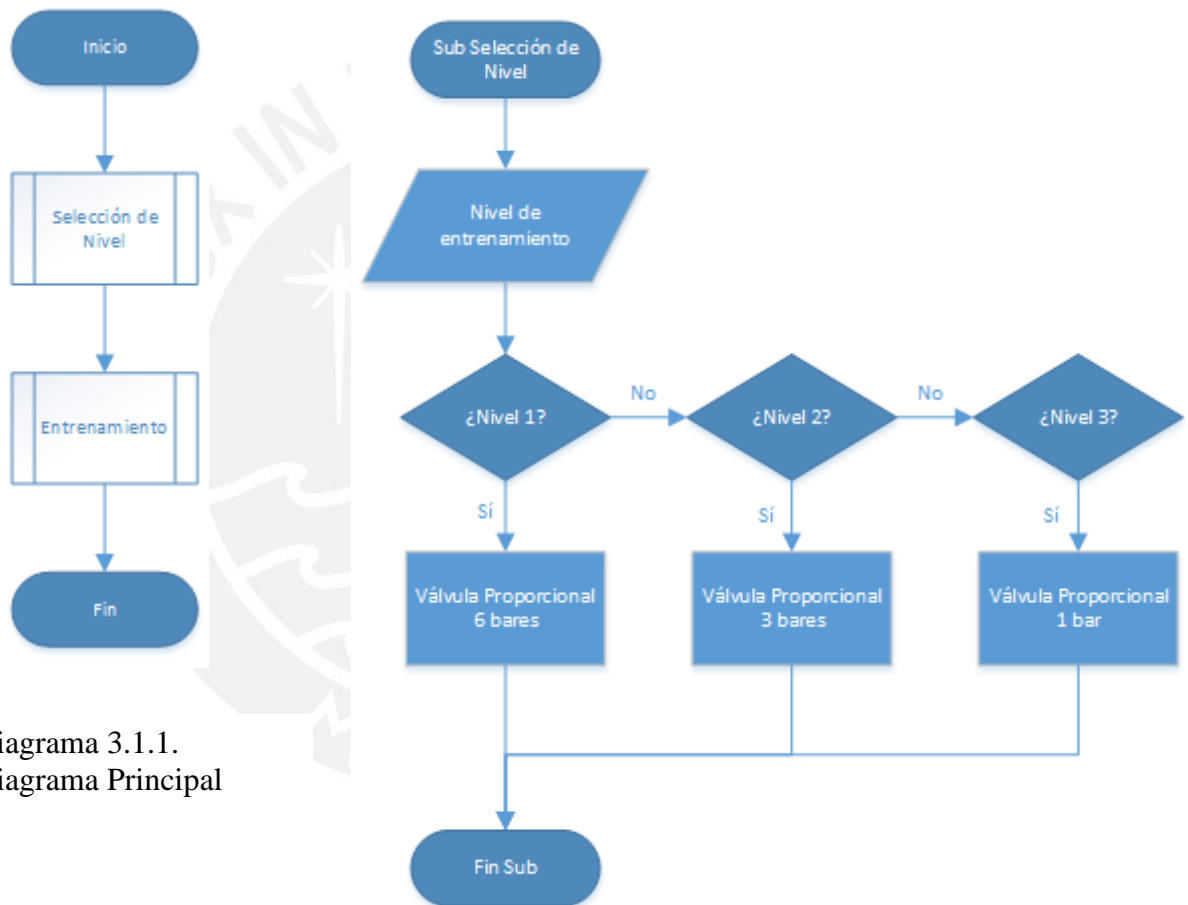 Inicio
Selección de
Nivel
Entrenamiento
Fin
iagrama 3.1.1.
iagrama Principal
Sub Selección de
Nivel
Nivel de
entrenamiento
¿Nivel 1?
No
¿Nivel 2?
No
¿Nivel 3?
Sí
Sí
Sí
Válvula Proporcional
6 bares
Válvula Proporcional
3 bares
Válvula Proporcional
1 bar
Fin Sub